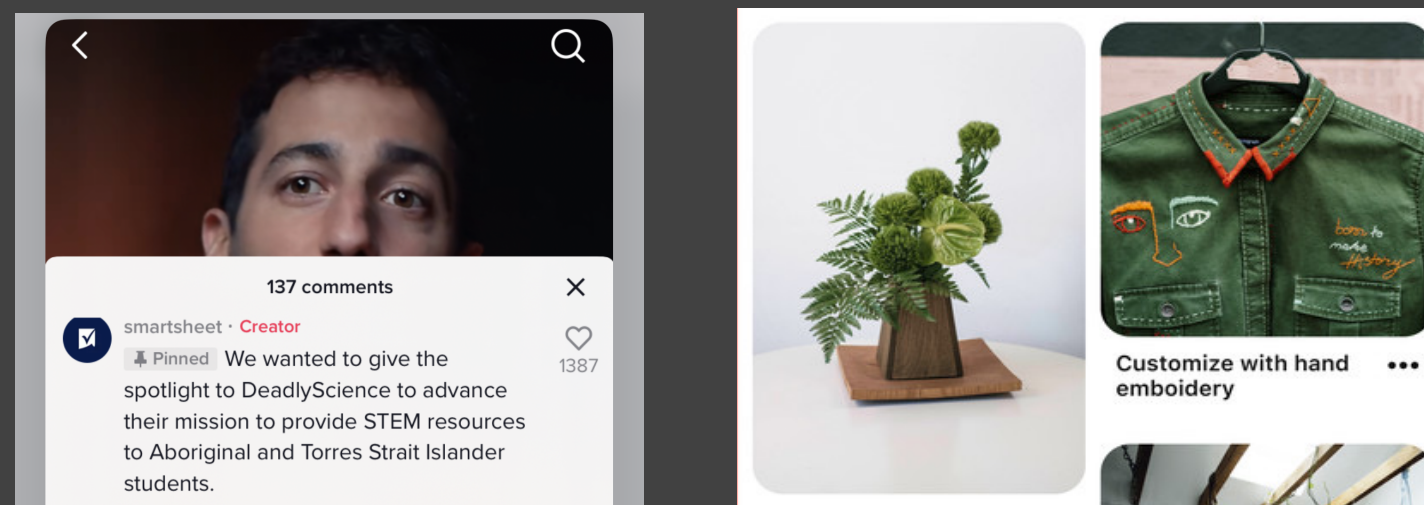 137 comments
smartsheet · Creator
Pinned We wanted to give the
spotlight to DeadlyScience to advance
their mission to provide STEM resources
to Aboriginal and Torres Strait Islander
students.
1387
born to
make
History
Customize with hand
emboidery